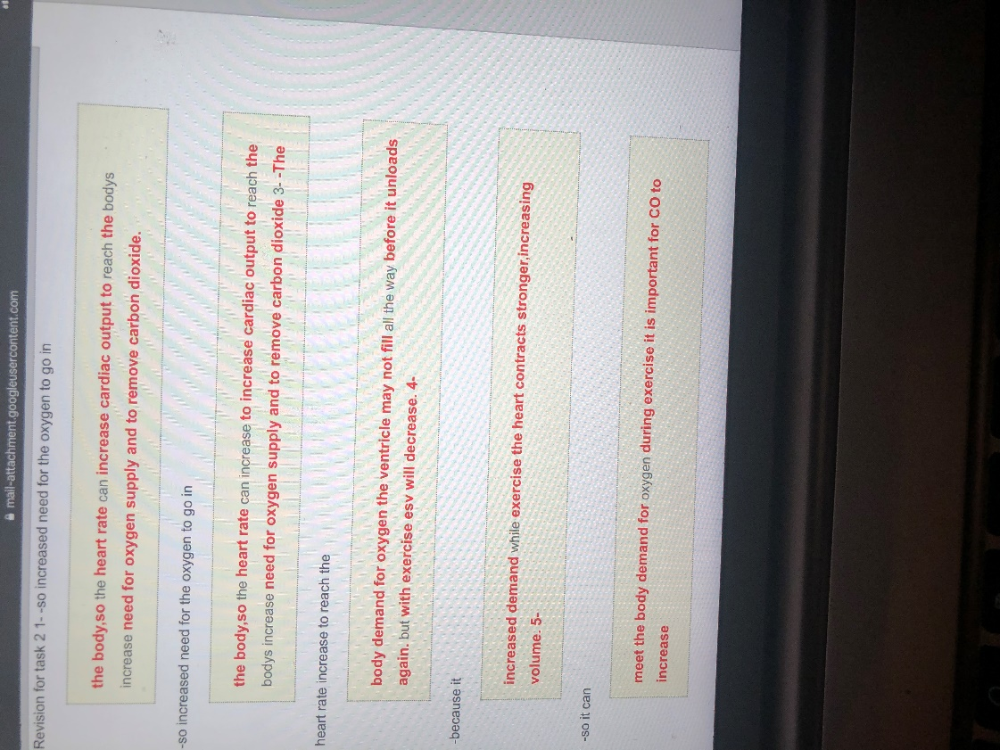 mail-attachment.googleusercontent.com
Revision for task 2 1- -so increased need for the oxygen to go in
the body,so the heart rate can increase cardiac output to reach the bodys
increase need for oxygen supply and to remove carbon dioxide.
-so increased need for the oxygen to go in
the body,so the heart rate can increase to increase cardiac output to reach the
bodys increase need for oxygen supply and to remove carbon dioxide 3- -The
heart rate increase to reach the
body demand for oxygen the ventricle may not fill all the way before it unloads
again. but with exercise esv will decrease. 4-
-because it
increased demand while exercise the heart contracts stronger,increasing
volume. 5-
-so it can
meet the body demand for oxygen during exercise it is important for CO to
increase